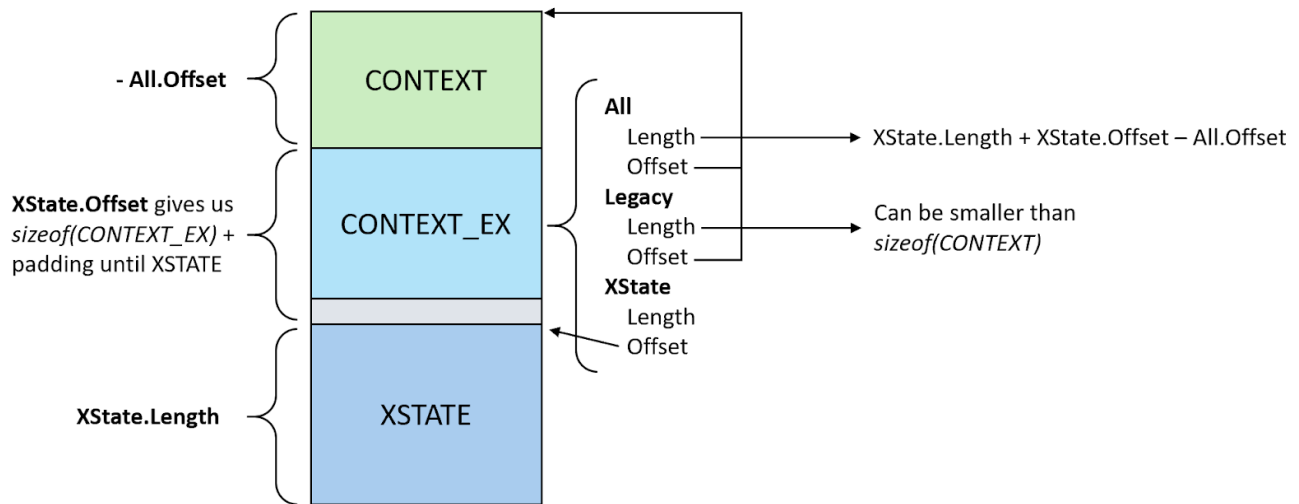 - All.Offset
CONTEXT
All
Length
XState.Length + XState.Offset – All.Offset
Offset
XState.Offset gives us
sizeof(CONTEXT_EX) +
padding until XSTATE
CONTEXT_EX
Legacy
Length
Can be smaller than
sizeof(CONTEXT)
Offset
XState
Length
Offset
XState.Length
XSTATE